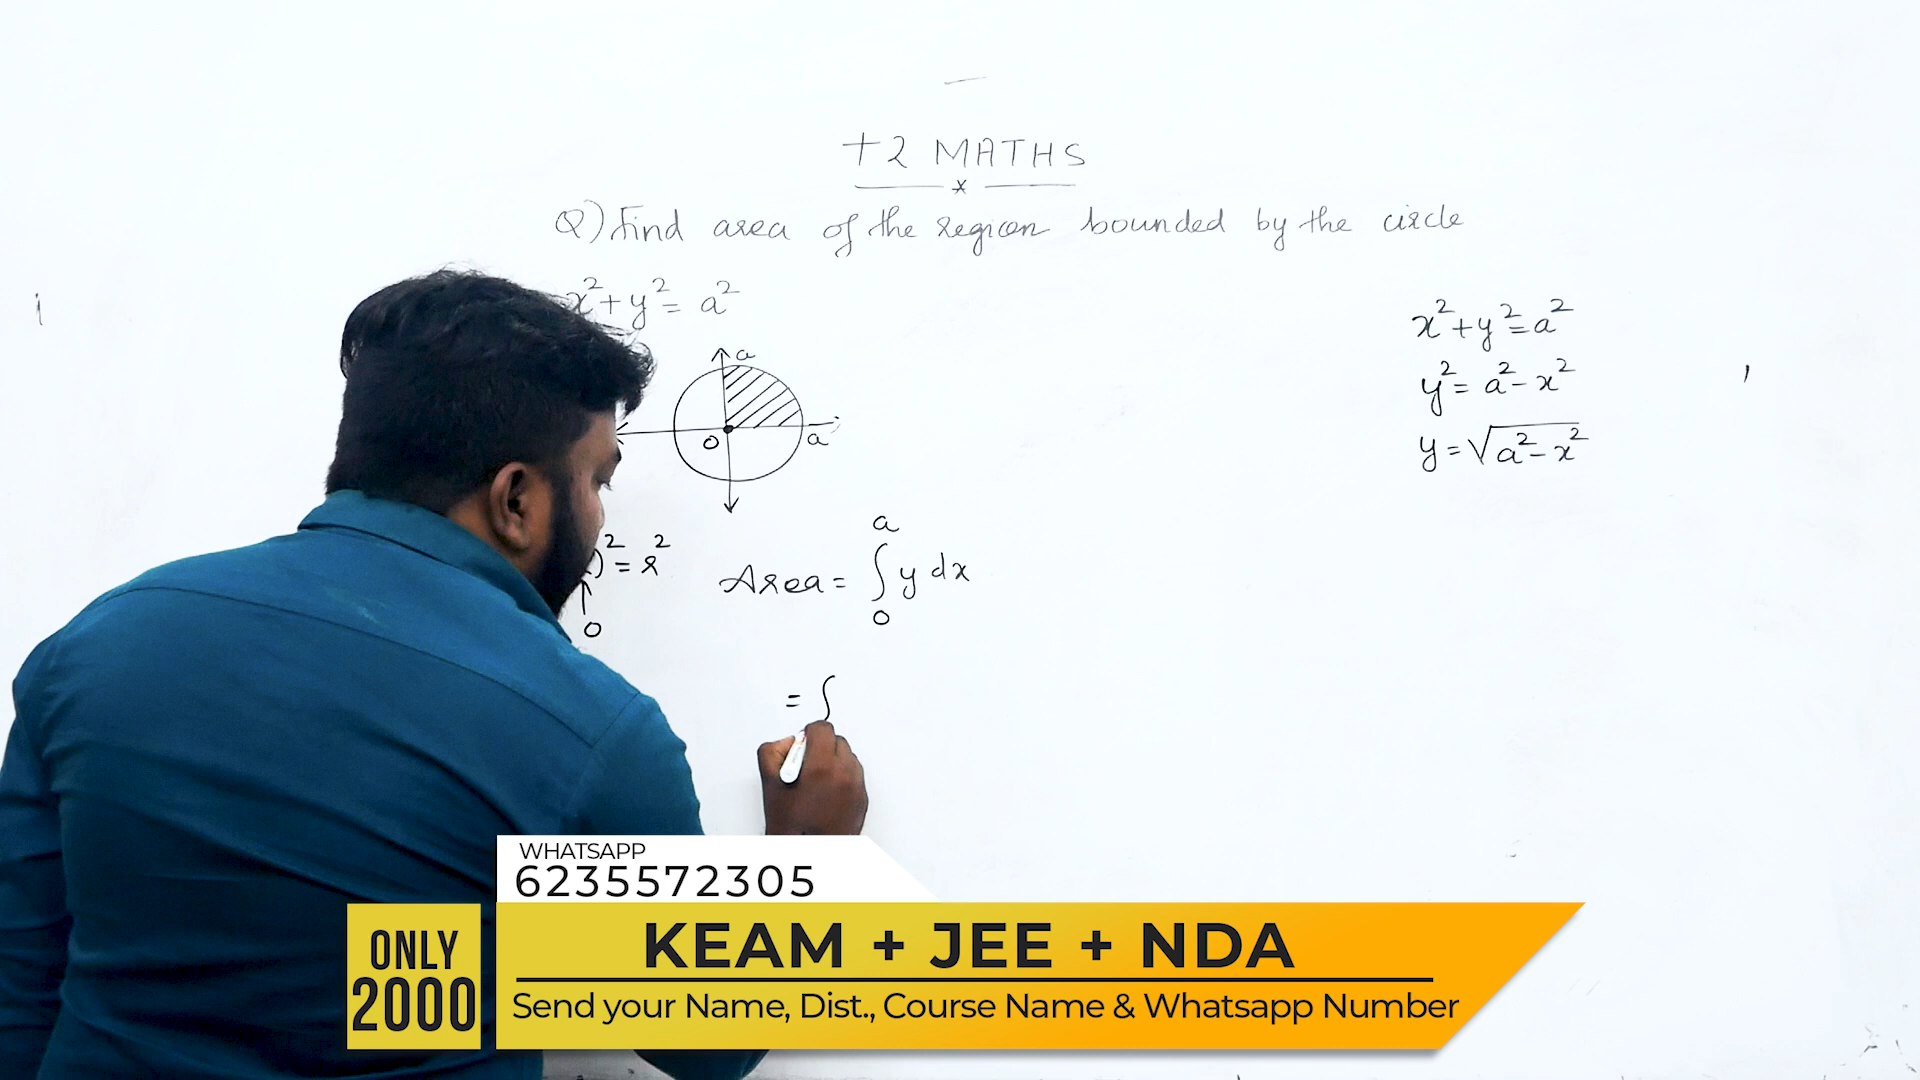 +2 MATHS
Q) Find area of the region bounded by the circle
x²+y²= a²
a
O
a
)²= r²
O
Area = ∫₀ᵃ y dx
= ∫
x²+y²=a²
y²= a²-x²
y=√a²-x²
WHATSAPP
6235572305
ONLY
2000
KEAM + JEE + NDA
Send your Name, Dist., Course Name & Whatsapp Number